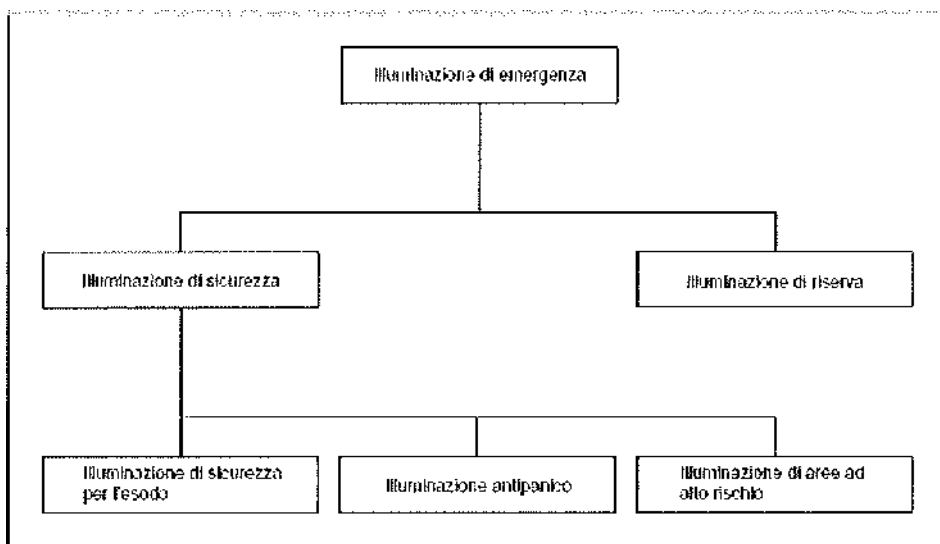 Illuminazione di emergenza
Illuminazione di sicurezza
Illuminazione di riserva
Illuminazione di sicurezza
per l'esodo
Illuminazione antipanico
Illuminazione di aree ad
alto rischio